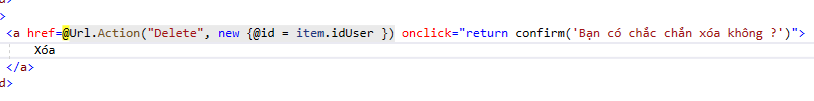 >
<a href=@Url.Action("Delete", new {@id = item.idUser }) onclick="return confirm('Bạn có chắc chắn xóa không ?')">
Xóa
</a>
d>